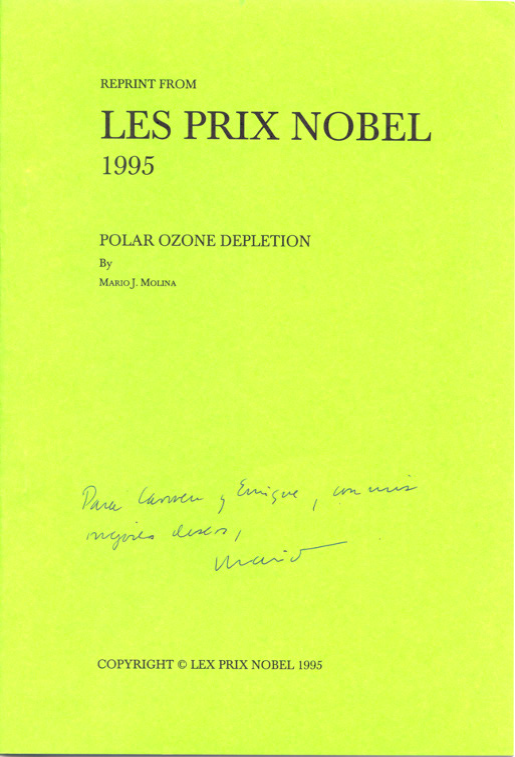 REPRINT FROM
LES PRIX NOBEL
1995
POLAR OZONE DEPLETION
By
MARIO J. MOLINA
Para Carmen y Enrique, con mis
mejores deseos,
Mario
COPYRIGHT © LEX PRIX NOBEL 1995